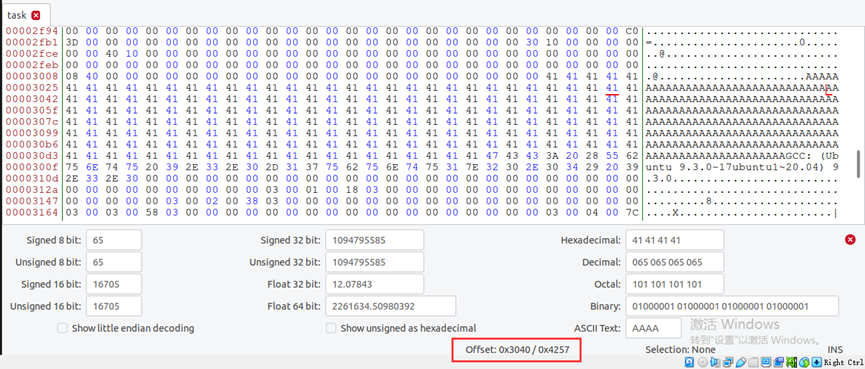 task
00002f94 00 00 00 00 00 00 00 00 00 00 00 00 00 00 00 00 00 00 00 00 00 00 00 00 00 00 00 00 C0 .............................
00002fb1 3D 00 00 00 00 00 00 00 00 00 00 00 00 00 00 00 00 00 00 00 00 00 00 00 30 10 00 00 00 =.......................0....
00002fce 00 00 40 10 00 00 00 00 00 00 00 00 00 00 00 00 00 00 00 00 00 00 00 00 00 00 00 00 00 ..@..........................
00002feb 00 00 00 00 00 00 00 00 00 00 00 00 00 00 00 00 00 00 00 00 00 00 00 00 00 00 00 00 00 .............................
00003008 08 40 00 00 00 00 00 00 00 00 00 00 00 00 00 00 00 00 00 00 00 00 00 00 41 41 41 41 41 .@......................AAAAA
00003025 41 41 41 41 41 41 41 41 41 41 41 41 41 41 41 41 41 41 41 41 41 41 41 41 41 41 41 41 41 AAAAAAAAAAAAAAAAAAAAAAAAAAAAA
00003042 41 41 41 41 41 41 41 41 41 41 41 41 41 41 41 41 41 41 41 41 41 41 41 41 41 41 41 41 41 AAAAAAAAAAAAAAAAAAAAAAAAAAAAA
0000305f 41 41 41 41 41 41 41 41 41 41 41 41 41 41 41 41 41 41 41 41 41 41 41 41 41 41 41 41 41 AAAAAAAAAAAAAAAAAAAAAAAAAAAAA
0000307c 41 41 41 41 41 41 41 41 41 41 41 41 41 41 41 41 41 41 41 41 41 41 41 41 41 41 41 41 41 AAAAAAAAAAAAAAAAAAAAAAAAAAAAA
00003099 41 41 41 41 41 41 41 41 41 41 41 41 41 41 41 41 41 41 41 41 41 41 41 41 41 41 41 41 41 AAAAAAAAAAAAAAAAAAAAAAAAAAAAA
000030b6 41 41 41 41 41 41 41 41 41 41 41 41 41 41 41 41 41 41 41 41 41 41 41 41 41 41 41 41 41 AAAAAAAAAAAAAAAAAAAAAAAAAAAAA
000030d3 41 41 41 41 41 41 41 41 41 41 41 41 41 41 41 41 41 41 41 41 41 47 43 43 3A 20 28 55 62 AAAAAAAAAAAAAAAAAAAAAGCC: (Ub
000030f0 75 6E 74 75 20 39 2E 33 2E 30 2D 31 37 75 62 75 6E 74 75 31 7E 32 30 2E 30 34 29 20 39 untu 9.3.0-17ubuntu1~20.04) 9
0000310d 2E 33 2E 30 00 00 00 00 00 00 00 00 00 00 00 00 00 00 00 00 00 00 00 00 00 00 00 00 00 .3.0.........................
0000312a 00 00 00 00 00 00 00 00 00 00 00 03 00 01 00 18 03 00 00 00 00 00 00 00 00 00 00 00 00 .............................
00003147 00 00 00 00 00 03 00 02 00 38 03 00 00 00 00 00 00 00 00 00 00 00 00 00 00 00 00 00 00 .........8...................
00003164 03 00 03 00 58 03 00 00 00 00 00 00 00 00 00 00 00 00 00 00 00 00 00 00 03 00 04 00 7C ....X.......................|
Signed 8 bit: 65 Signed 32 bit: 1094795585 Hexadecimal: 41 41 41 41
Unsigned 8 bit: 65 Unsigned 32 bit: 1094795585 Decimal: 065 065 065 065
Signed 16 bit: 16705 Float 32 bit: 12.07843 Octal: 101 101 101 101
Unsigned 16 bit: 16705 Float 64 bit: 2261634.50980392 Binary: 01000001 01000001 01000001 01000001
Show little endian decoding Show unsigned as hexadecimal ASCII Text: AAAA
激活 Windows
转到"设置"以激活 Windows。
Offset: 0x3040 / 0x4257 Selection: None INS
Right Ctrl